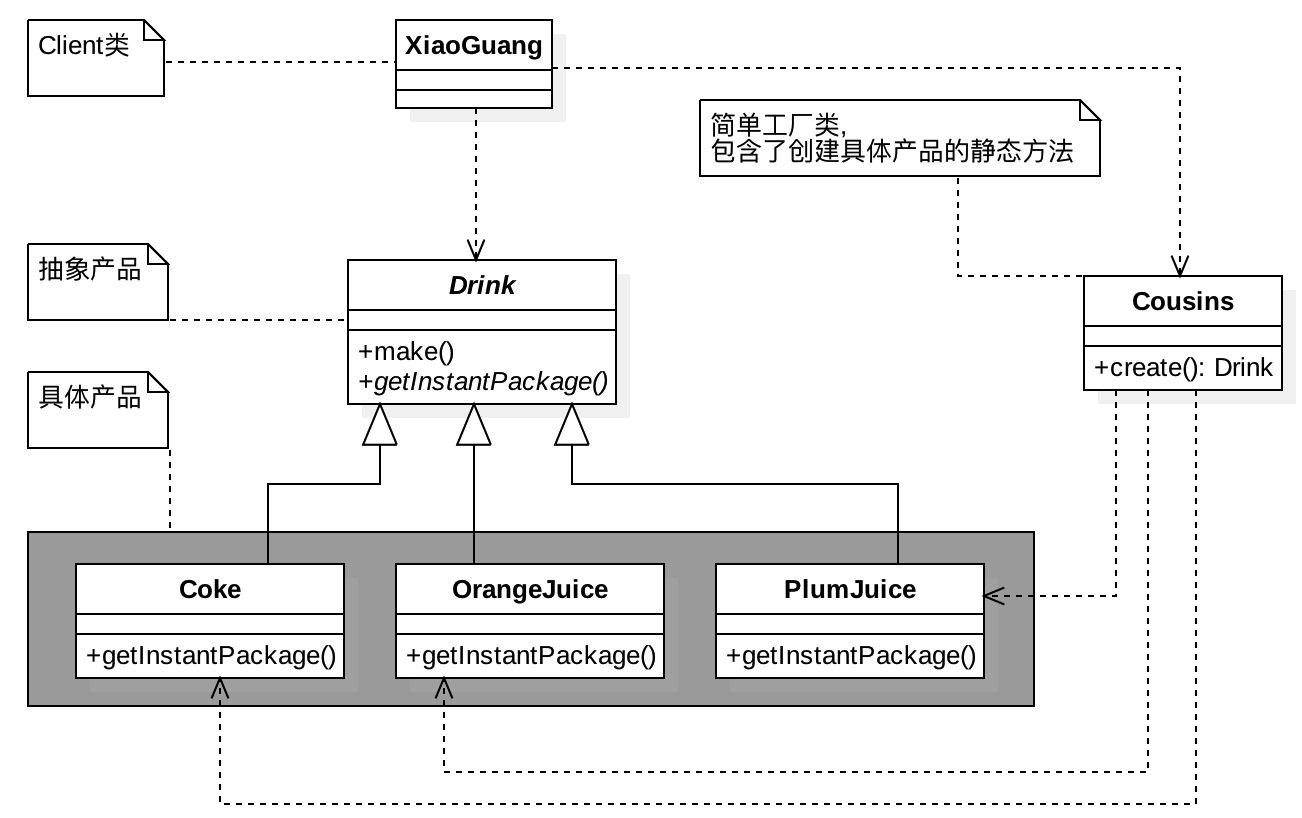 Client类
XiaoGuang
简单工厂类,
包含了创建具体产品的静态方法
抽象产品
Drink
+make()
+getInstantPackage()
Cousins
+create(): Drink
具体产品
Coke
+getInstantPackage()
OrangeJuice
+getInstantPackage()
PlumJuice
+getInstantPackage()